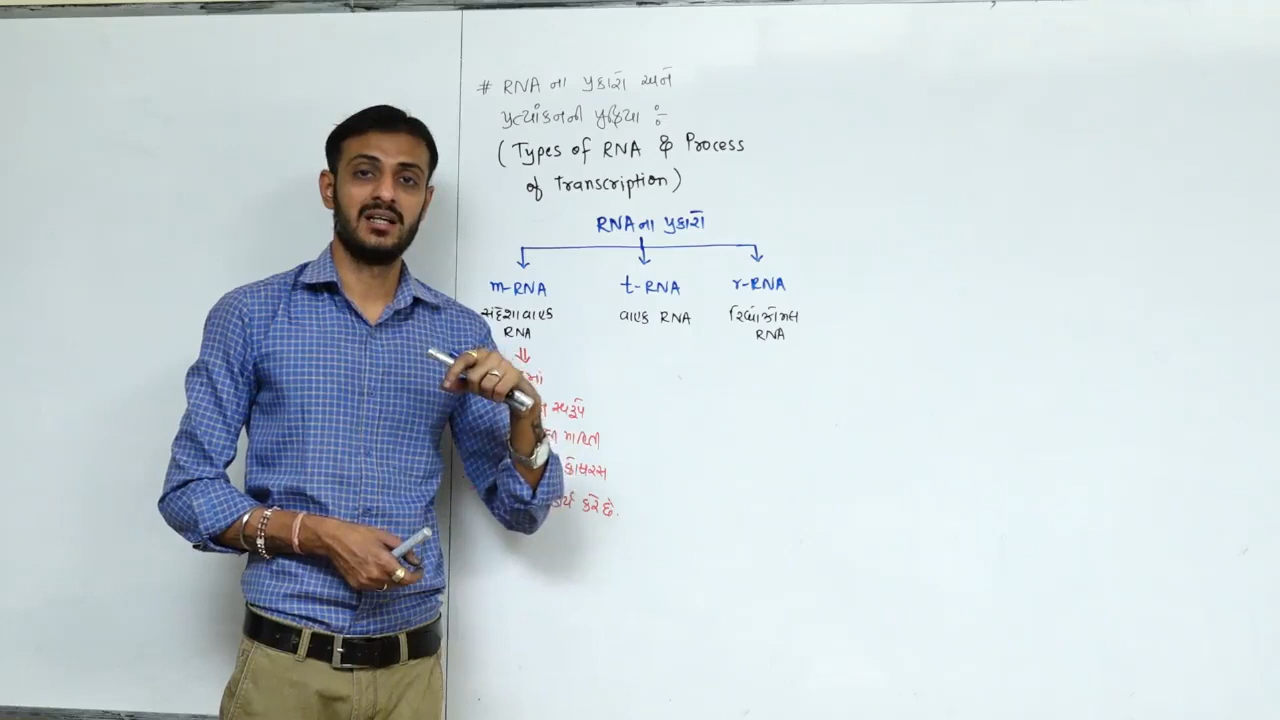 # RNA ના પ્રકારો અને
પ્રત્યાંકનની પ્રક્રિયા :-
(Types of RNA & Process
of Transcription)
RNA ના પ્રકારો
m-RNA t-RNA r-RNA
સંદેશાવાહક વાહક RNA રિબોઝોમલ
RNA RNA
સ્વરૂપે
માહિતી
કરે છે.